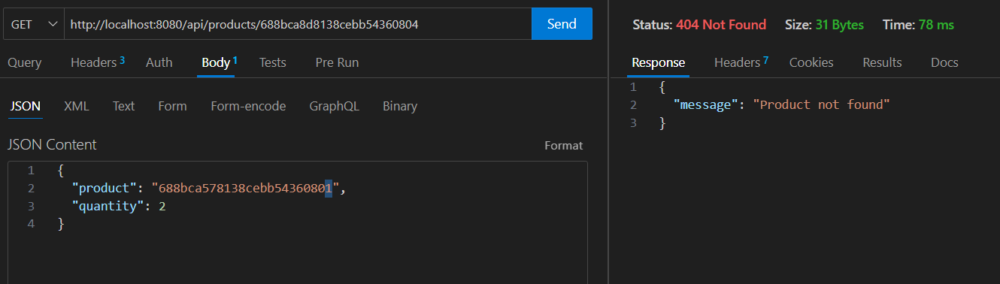 GET http://localhost:8080/api/products/688bca8d8138cebb54360804 Send
Query Headers 3 Auth Body 1 Tests Pre Run
JSON XML Text Form Form-encode GraphQL Binary
JSON Content Format
1 {
2 "product": "688bca578138cebb54360801",
3 "quantity": 2
4 }
Status: 404 Not Found Size: 31 Bytes Time: 78 ms
Response Headers 7 Cookies Results Docs
1 {
2 "message": "Product not found"
3 }